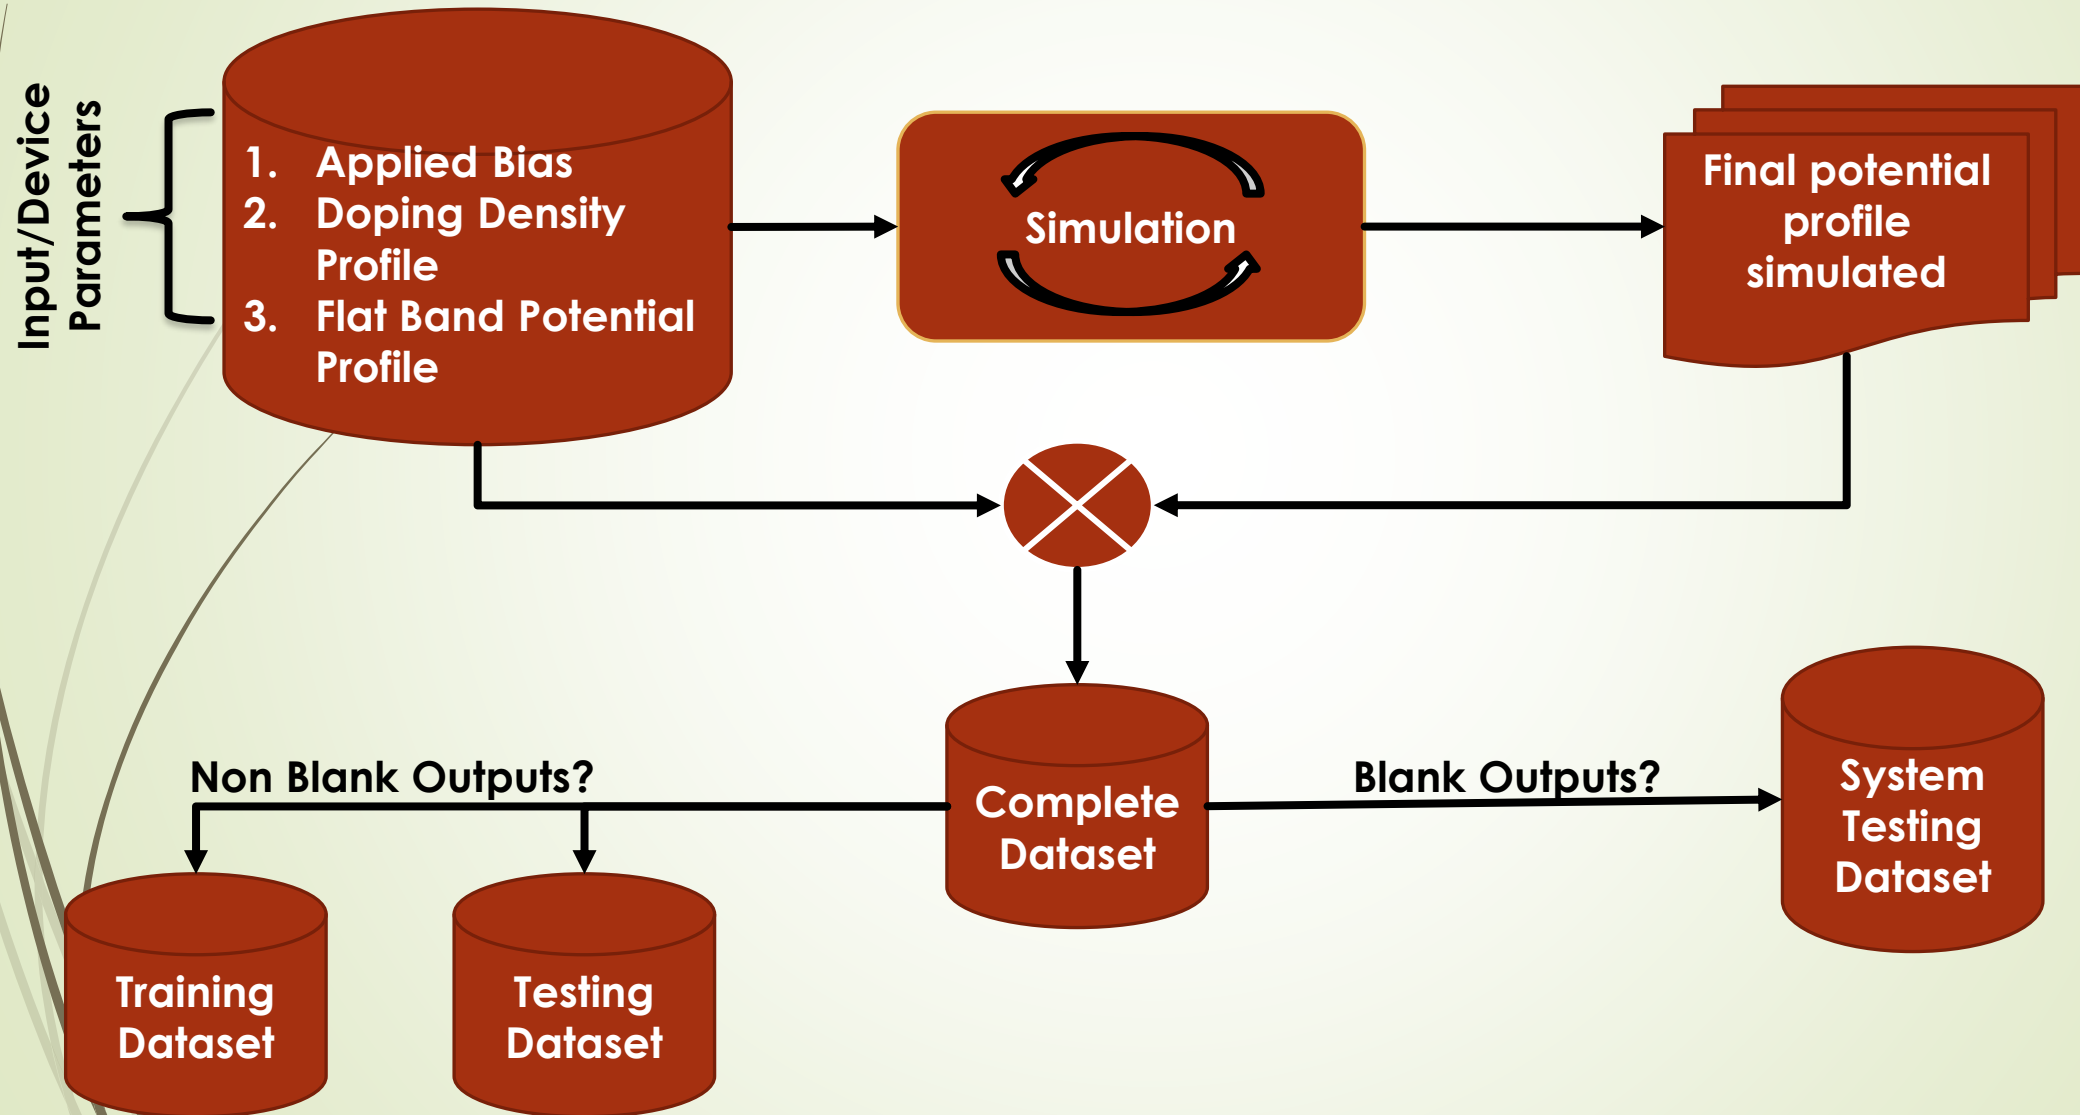 Input/Device
Parameters
1. Applied Bias
2. Doping Density
Profile
3. Flat Band Potential
Profile
Simulation
Final potential
profile
simulated
Non Blank Outputs?
Complete
Dataset
Blank Outputs?
System
Testing
Dataset
Training
Dataset
Testing
Dataset